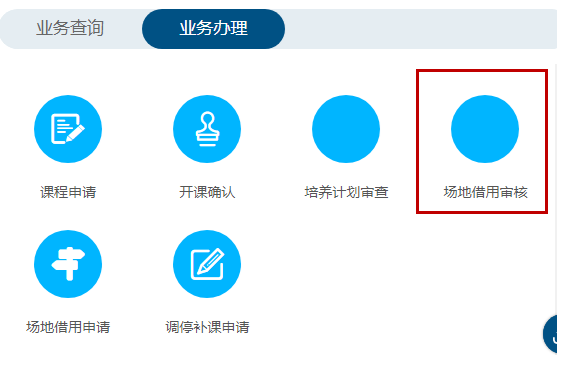 业务查询 业务办理
课程申请 开课确认 培养计划审查 场地借用审核
场地借用申请 调停补课申请